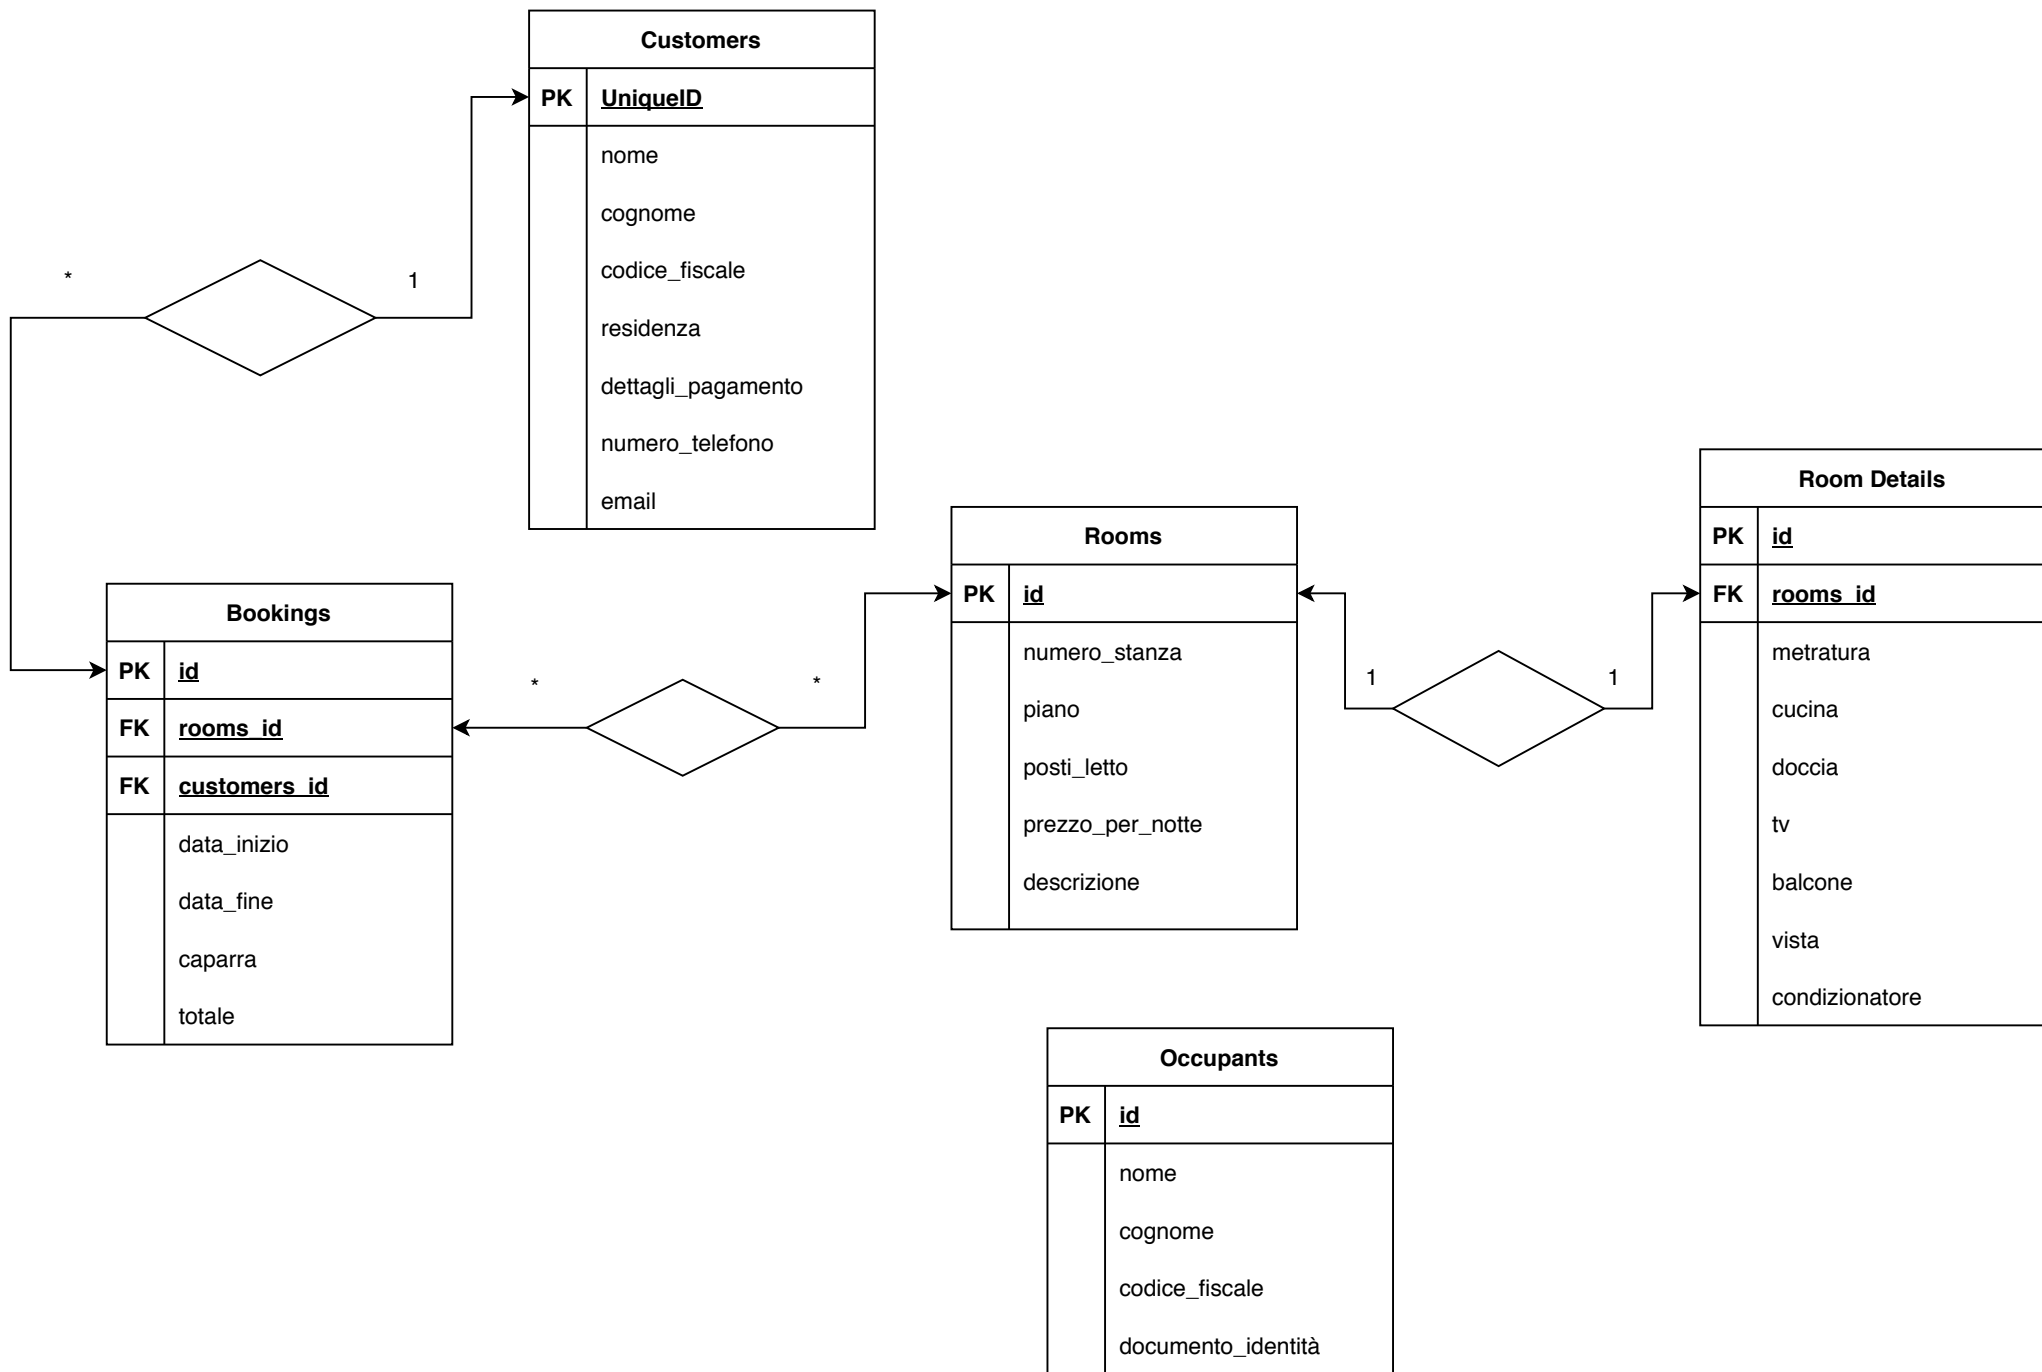 Customers
PK UniqueID
nome
cognome
codice_fiscale
residenza
dettagli_pagamento
numero_telefono
email
* 1
Bookings
PK id
FK rooms_id
FK customers_id
data_inizio
data_fine
caparra
totale
* *
Rooms
PK id
numero_stanza
piano
posti_letto
prezzo_per_notte
descrizione
1 1
Room Details
PK id
FK rooms_id
metratura
cucina
doccia
tv
balcone
vista
condizionatore
Occupants
PK id
nome
cognome
codice_fiscale
documento_identità